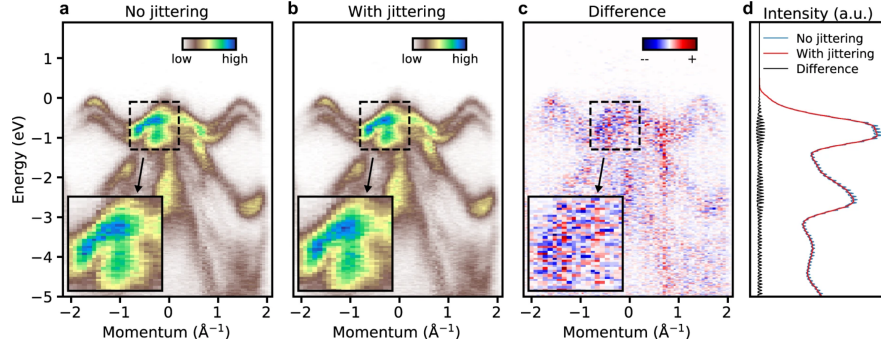 a No jittering
b With jittering
c Difference
d Intensity (a.u.)
low high
low high
-- +
No jittering
With jittering
Difference
Energy (eV)
1
0
−1
−2
−3
−4
−5
−2 −1 0 1 2
−2 −1 0 1 2
−2 −1 0 1 2
Momentum (Å⁻¹)
Momentum (Å⁻¹)
Momentum (Å⁻¹)